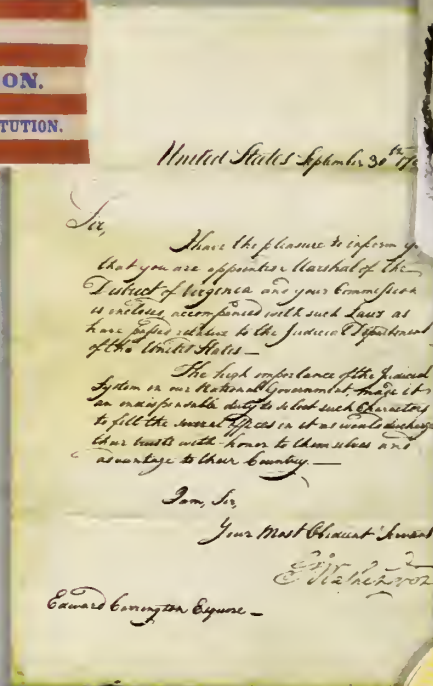 ON.
TUTION.
United States September 30th 17
Sir,
I have the pleasure to inform y
that you are appointed Marshal of the
District of Virginia and your Commission
is inclosed, accompanied with such Laws as
have passed relative to the Judicial Department
of the United States—
The high importance of the Judicial
System in our National Government, made it
an indispensable duty to select such Characters
to fill the several offices in it as would discharge
their trusts with honor to themselves and
advantage to their Country.—
I am, Sir,
Your Most Obedient Servant
Edward Carrington Esquire—